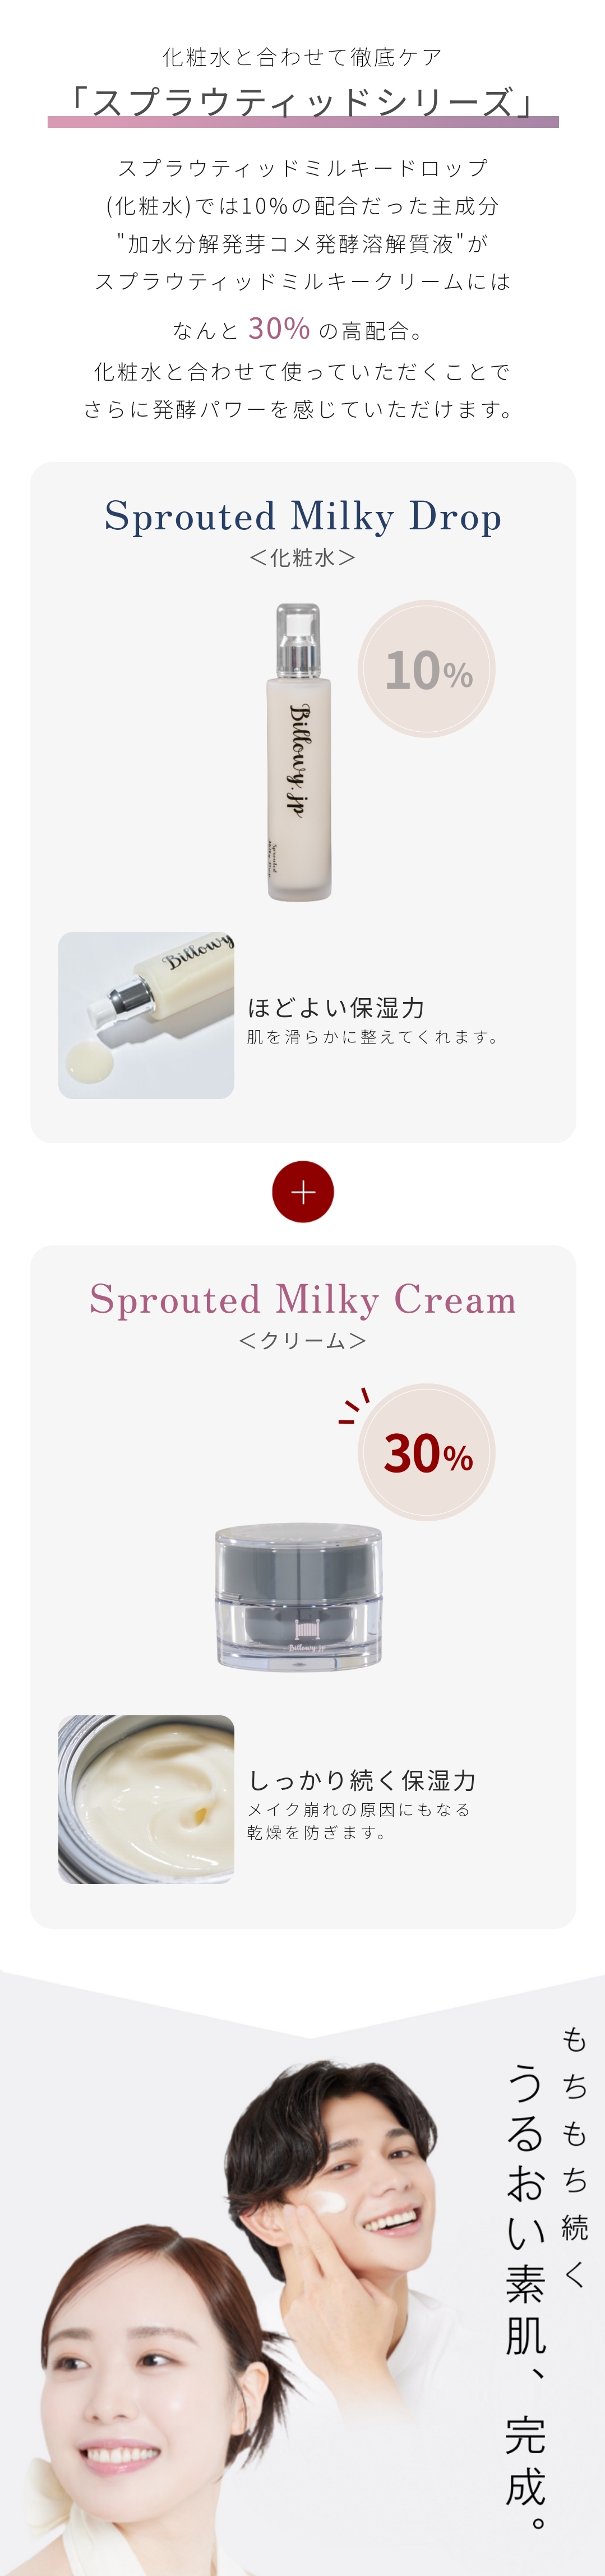 化粧水と合わせて徹底ケア
「スプラウティッドシリーズ」
スプラウティッドミルキードロップ
(化粧水)では10%の配合だった主成分
"加水分解発芽コメ発酵溶解質液"が
スプラウティッドミルキークリームには
なんと 30% の高配合。
化粧水と合わせて使っていただくことで
さらに発酵パワーを感じていただけます。
Sprouted Milky Drop
＜化粧水＞
10%
Billowy.jp
Sprouted
Milky Drop
Billowy
ほどよい保湿力
肌を滑らかに整えてくれます。
+
Sprouted Milky Cream
＜クリーム＞
30%
Billowy.jp
しっかり続く保湿力
メイク崩れの原因にもなる
乾燥を防ぎます。
もちもち続く
うるおい素肌、完成。